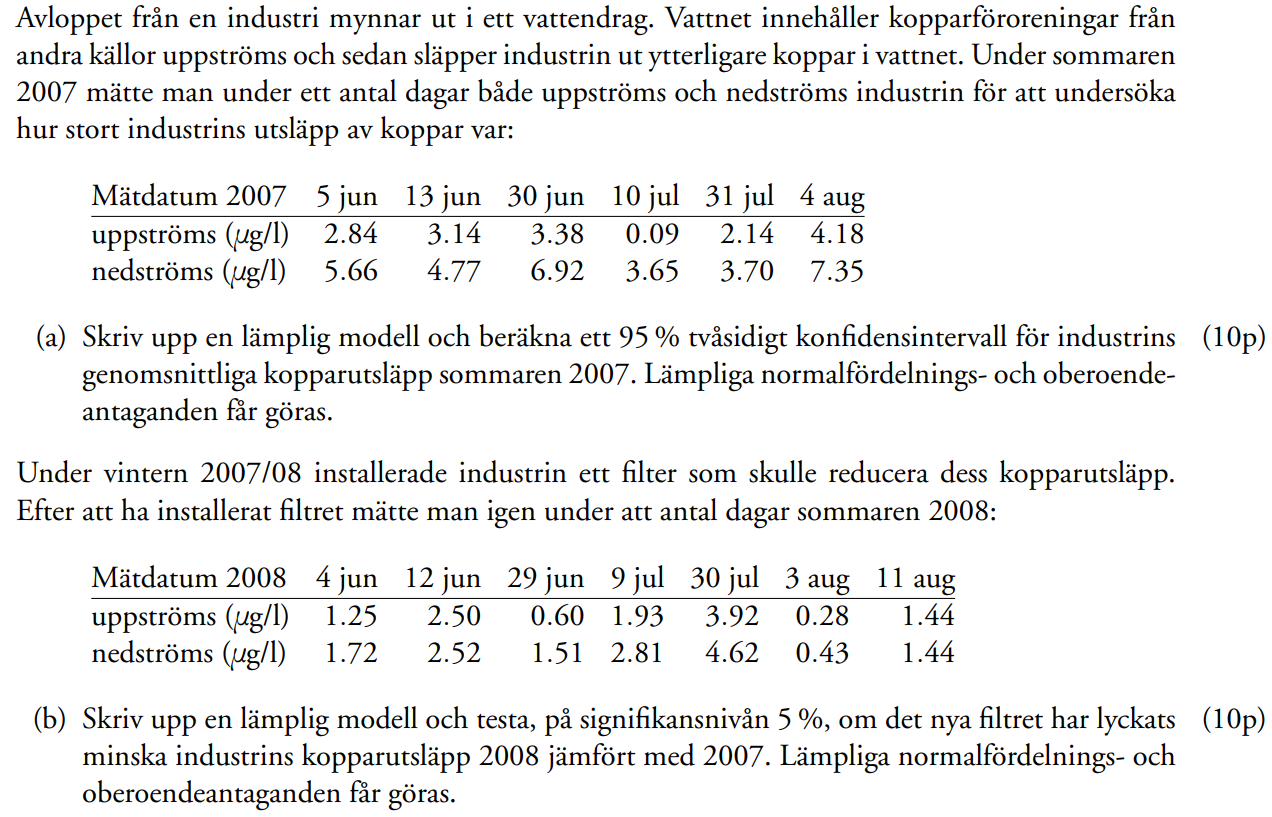 Avloppet från en industri mynnar ut i ett vattendrag. Vattnet innehåller kopparföroreningar från
andra källor uppströms och sedan släpper industrin ut ytterligare koppar i vattnet. Under sommaren
2007 mätte man under ett antal dagar både uppströms och nedströms industrin för att undersöka
hur stort industrins utsläpp av koppar var:
Mätdatum 2007 5 jun 13 jun 30 jun 10 jul 31 jul 4 aug
uppströms (μg/l) 2.84 3.14 3.38 0.09 2.14 4.18
nedströms (μg/l) 5.66 4.77 6.92 3.65 3.70 7.35
(a) Skriv upp en lämplig modell och beräkna ett 95 % tvåsidigt konfidensintervall för industrins (10p)
genomsnittliga kopparutsläpp sommaren 2007. Lämpliga normalfördelnings- och oberoende-
antaganden får göras.
Under vintern 2007/08 installerade industrin ett filter som skulle reducera dess kopparutsläpp.
Efter att ha installerat filtret mätte man igen under att antal dagar sommaren 2008:
Mätdatum 2008 4 jun 12 jun 29 jun 9 jul 30 jul 3 aug 11 aug
uppströms (μg/l) 1.25 2.50 0.60 1.93 3.92 0.28 1.44
nedströms (μg/l) 1.72 2.52 1.51 2.81 4.62 0.43 1.44
(b) Skriv upp en lämplig modell och testa, på signifikansnivån 5 %, om det nya filtret har lyckats (10p)
minska industrins kopparutsläpp 2008 jämfört med 2007. Lämpliga normalfördelnings- och
oberoendeantaganden får göras.